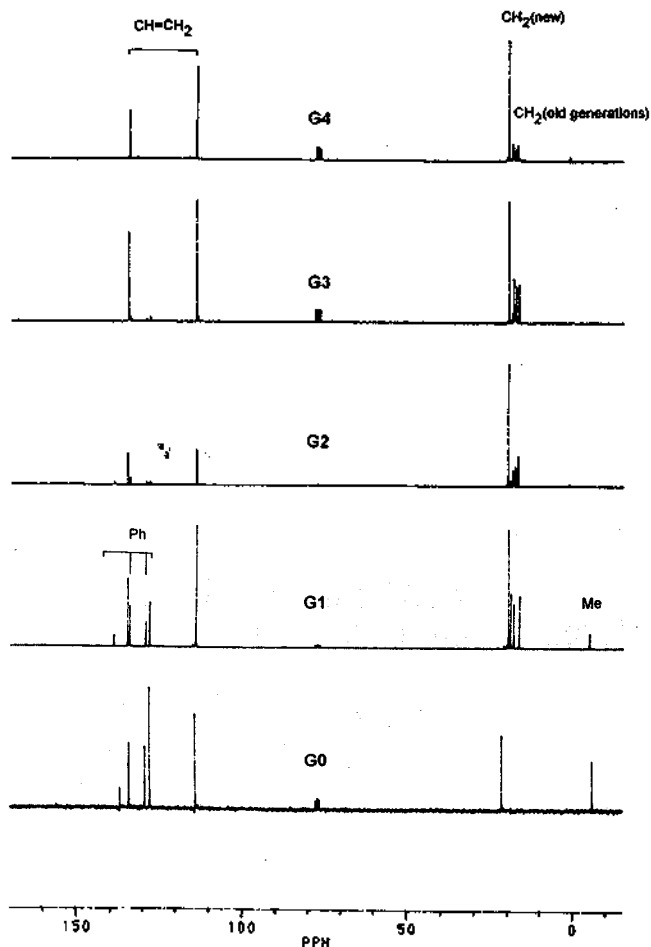 CH=CH2
CH2(new)
CH2(old generations)
G4
G3
G2
Ph
G1
Me
G0
150
100
50
0
PPM